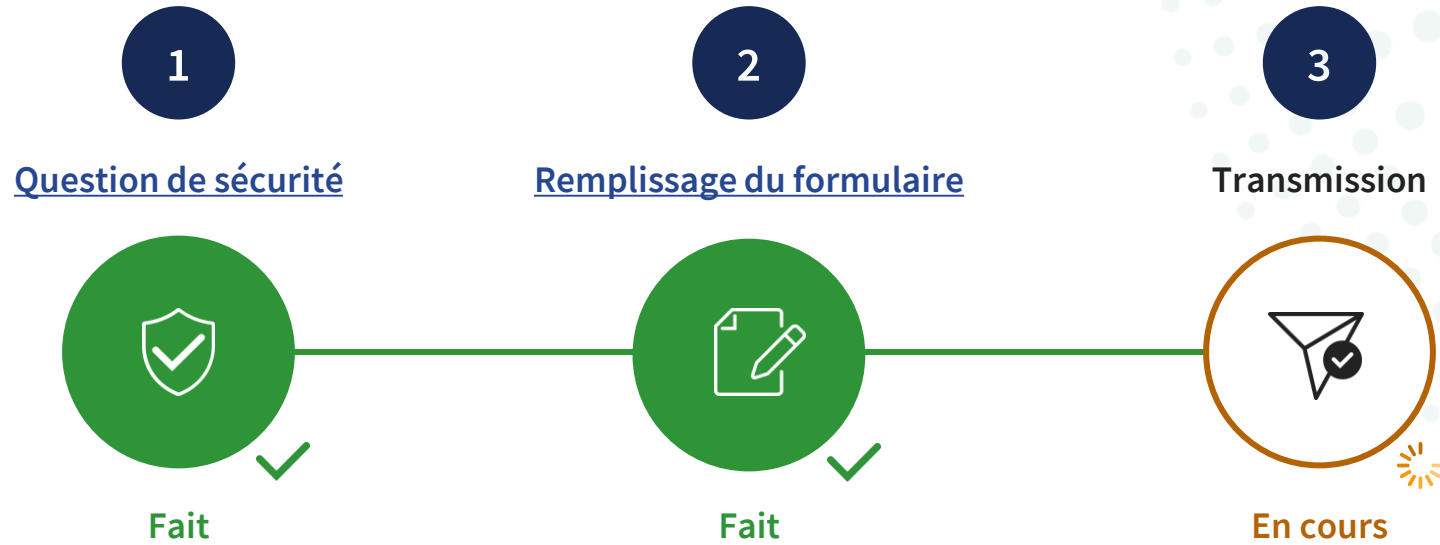 1
2
3
Question de sécurité
Remplissage du formulaire
Transmission
Fait
Fait
En cours